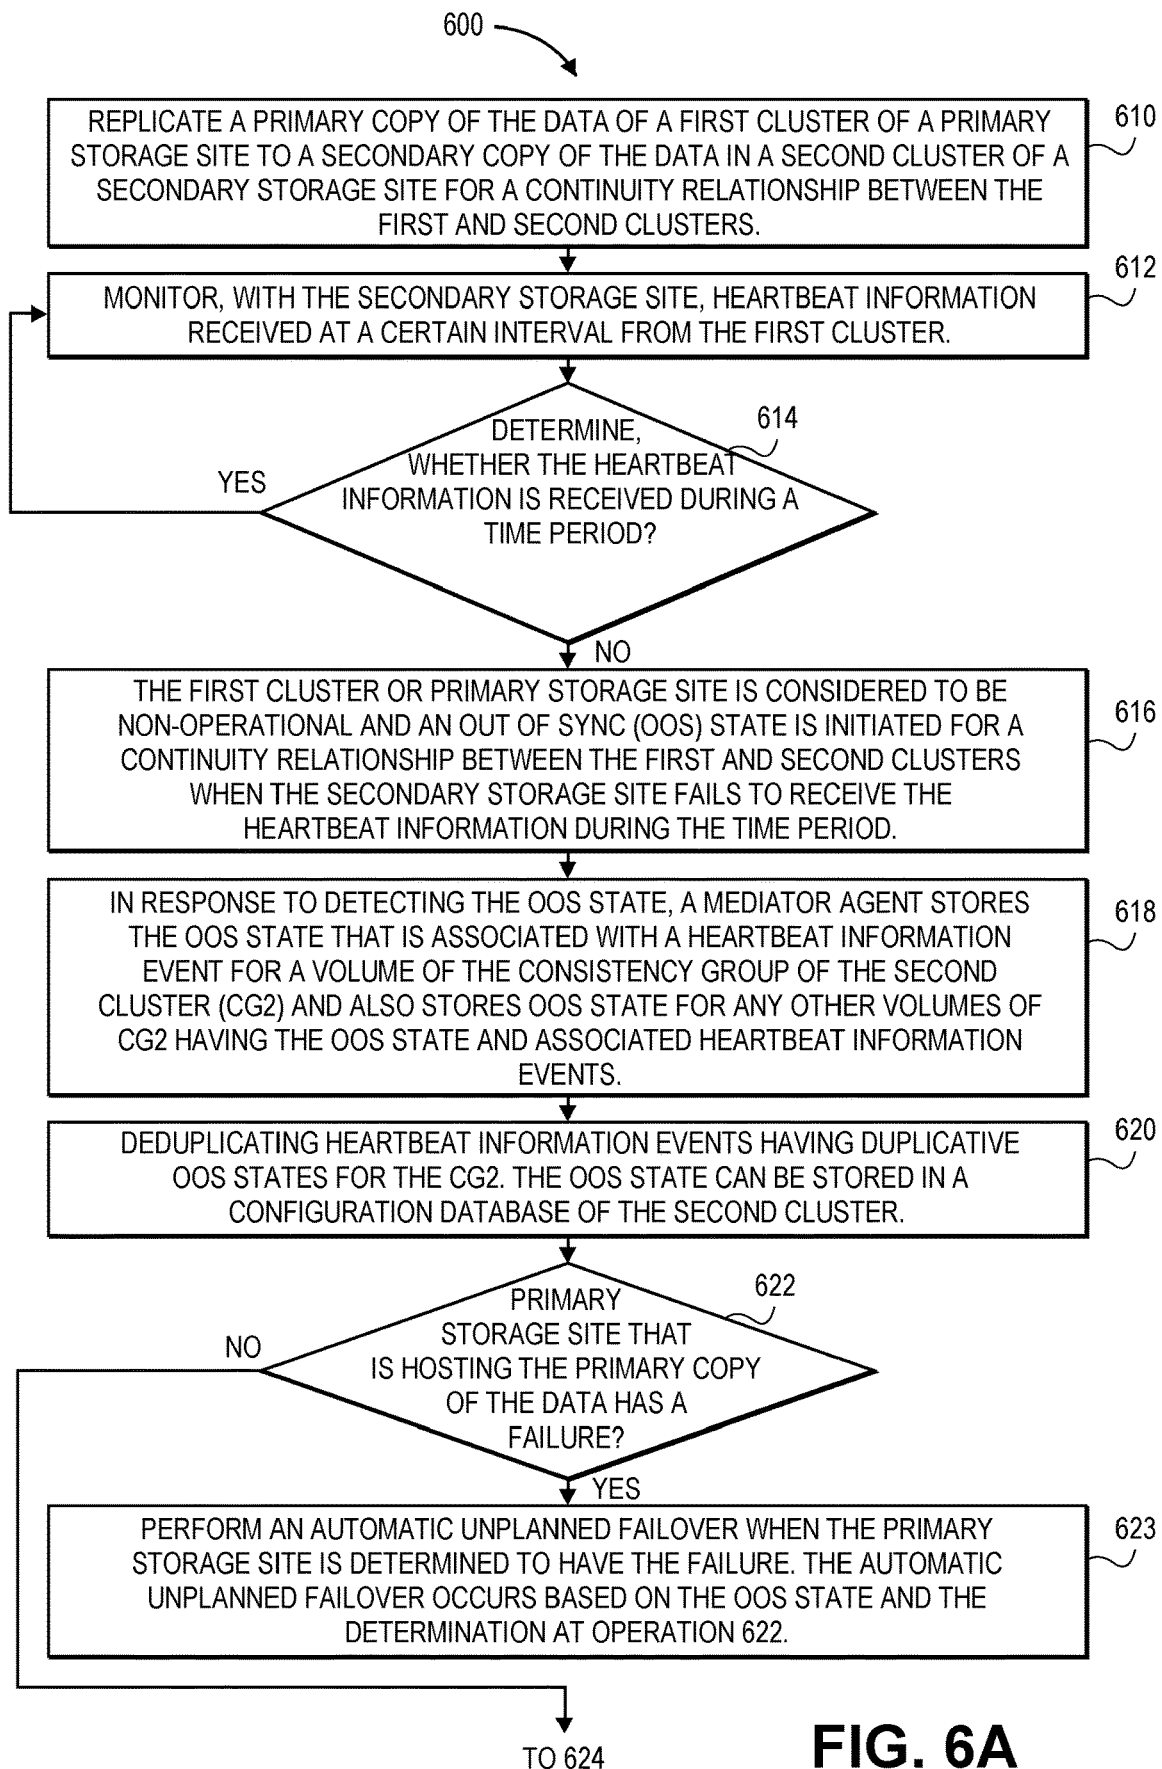 600
REPLICATE A PRIMARY COPY OF THE DATA OF A FIRST CLUSTER OF A PRIMARY
STORAGE SITE TO A SECONDARY COPY OF THE DATA IN A SECOND CLUSTER OF A
SECONDARY STORAGE SITE FOR A CONTINUITY RELATIONSHIP BETWEEN THE
FIRST AND SECOND CLUSTERS.
610
MONITOR, WITH THE SECONDARY STORAGE SITE, HEARTBEAT INFORMATION
RECEIVED AT A CERTAIN INTERVAL FROM THE FIRST CLUSTER.
612
DETERMINE,
WHETHER THE HEARTBEAT
INFORMATION IS RECEIVED DURING A
TIME PERIOD?
614
YES
NO
THE FIRST CLUSTER OR PRIMARY STORAGE SITE IS CONSIDERED TO BE
NON-OPERATIONAL AND AN OUT OF SYNC (OOS) STATE IS INITIATED FOR A
CONTINUITY RELATIONSHIP BETWEEN THE FIRST AND SECOND CLUSTERS
WHEN THE SECONDARY STORAGE SITE FAILS TO RECEIVE THE
HEARTBEAT INFORMATION DURING THE TIME PERIOD.
616
IN RESPONSE TO DETECTING THE OOS STATE, A MEDIATOR AGENT STORES
THE OOS STATE THAT IS ASSOCIATED WITH A HEARTBEAT INFORMATION
EVENT FOR A VOLUME OF THE CONSISTENCY GROUP OF THE SECOND
CLUSTER (CG2) AND ALSO STORES OOS STATE FOR ANY OTHER VOLUMES OF
CG2 HAVING THE OOS STATE AND ASSOCIATED HEARTBEAT INFORMATION
EVENTS.
618
DEDUPLICATING HEARTBEAT INFORMATION EVENTS HAVING DUPLICATIVE
OOS STATES FOR THE CG2. THE OOS STATE CAN BE STORED IN A
CONFIGURATION DATABASE OF THE SECOND CLUSTER.
620
PRIMARY
STORAGE SITE THAT
IS HOSTING THE PRIMARY COPY
OF THE DATA HAS A
FAILURE?
622
NO
YES
PERFORM AN AUTOMATIC UNPLANNED FAILOVER WHEN THE PRIMARY
STORAGE SITE IS DETERMINED TO HAVE THE FAILURE. THE AUTOMATIC
UNPLANNED FAILOVER OCCURS BASED ON THE OOS STATE AND THE
DETERMINATION AT OPERATION 622.
623
TO 624
FIG. 6A